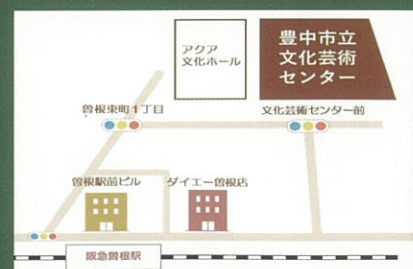 アクア
文化ホール
豊中市立
文化芸術
センター
曽根東町1丁目
文化芸術センター前
曽根駅前ビル
ダイエー曽根店
阪急曽根駅